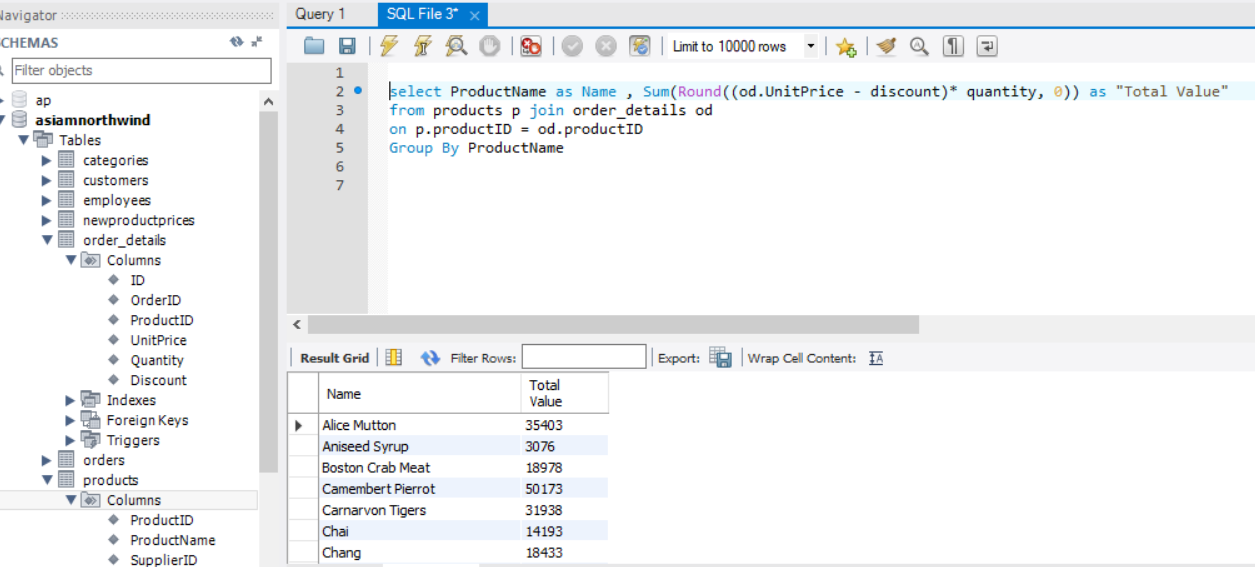 Navigator
Query 1
SQL File 3*
SCHEMAS
Limit to 10000 rows
Filter objects
ap
asiamnorthwind
Tables
categories
customers
employees
newproductprices
order_details
Columns
ID
OrderID
ProductID
UnitPrice
Quantity
Discount
Indexes
Foreign Keys
Triggers
orders
products
Columns
ProductID
ProductName
SupplierID
1
2 select ProductName as Name , Sum(Round((od.UnitPrice - discount)* quantity, 0)) as "Total Value"
3 from products p join order_details od
4 on p.productID = od.productID
5 Group By ProductName
6
7
Result Grid Filter Rows: Export: Wrap Cell Content: IA
Name Total
Value
Alice Mutton 35403
Aniseed Syrup 3076
Boston Crab Meat 18978
Camembert Pierrot 50173
Carnarvon Tigers 31938
Chai 14193
Chang 18433